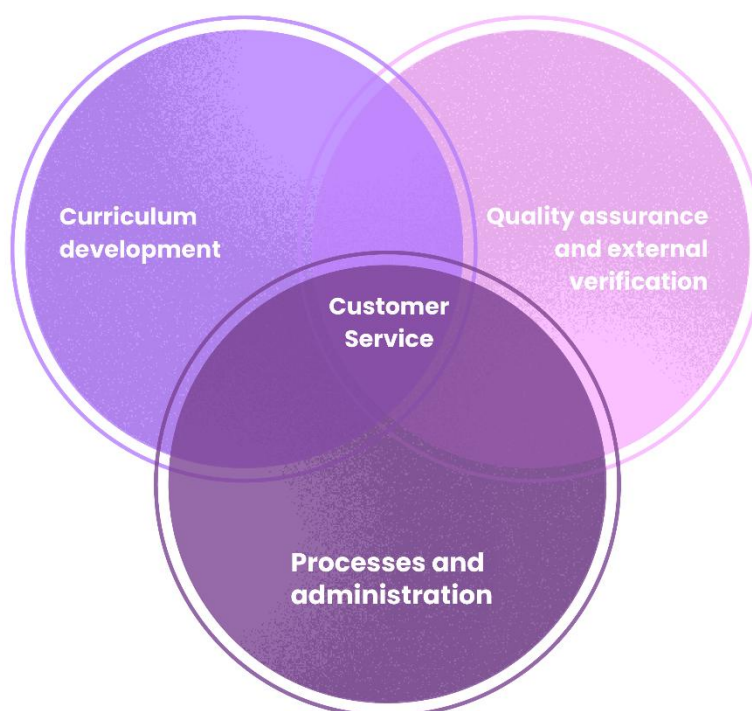 Curriculum
development
Quality assurance
and external
verification
Customer
Service
Processes and
administration